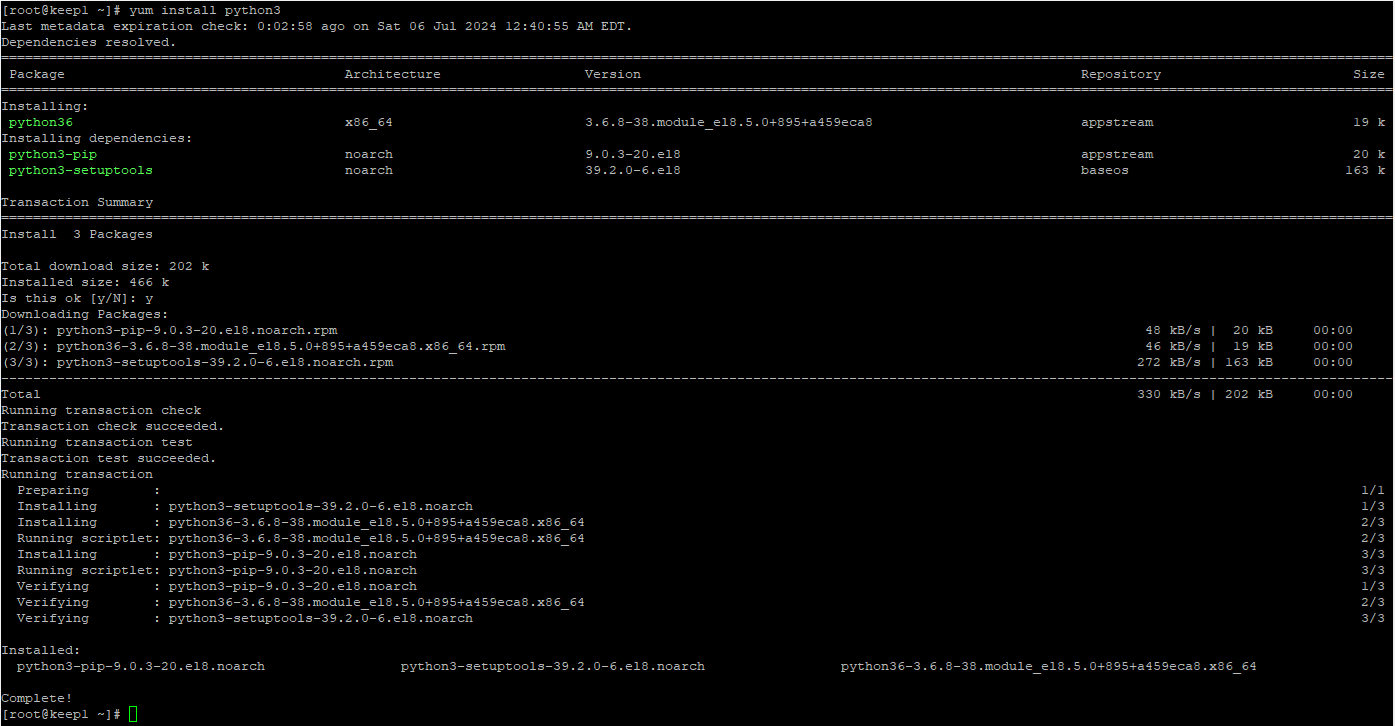 [root@keepl ~]# yum install python3
Last metadata expiration check: 0:02:58 ago on Sat 06 Jul 2024 12:40:55 AM EDT.
Dependencies resolved.
================================================================================
Package Architecture Version Repository Size
================================================================================
Installing:
python36 x86_64 3.6.8-38.module_el8.5.0+895+a459eca8 appstream 19 k
Installing dependencies:
python3-pip noarch 9.0.3-20.el8 appstream 20 k
python3-setuptools noarch 39.2.0-6.el8 baseos 163 k
Transaction Summary
================================================================================
Install 3 Packages
Total download size: 202 k
Installed size: 466 k
Is this ok [y/N]: y
Downloading Packages:
(1/3): python3-pip-9.0.3-20.el8.noarch.rpm 48 kB/s | 20 kB 00:00
(2/3): python36-3.6.8-38.module_el8.5.0+895+a459eca8.x86_64.rpm 46 kB/s | 19 kB 00:00
(3/3): python3-setuptools-39.2.0-6.el8.noarch.rpm 272 kB/s | 163 kB 00:00
--------------------------------------------------------------------------------
Total 330 kB/s | 202 kB 00:00
Running transaction check
Transaction check succeeded.
Running transaction test
Transaction test succeeded.
Running transaction
Preparing : 1/1
Installing : python3-setuptools-39.2.0-6.el8.noarch 1/3
Installing : python36-3.6.8-38.module_el8.5.0+895+a459eca8.x86_64 2/3
Running scriptlet: python36-3.6.8-38.module_el8.5.0+895+a459eca8.x86_64 2/3
Installing : python3-pip-9.0.3-20.el8.noarch 3/3
Running scriptlet: python3-pip-9.0.3-20.el8.noarch 3/3
Verifying : python3-pip-9.0.3-20.el8.noarch 1/3
Verifying : python36-3.6.8-38.module_el8.5.0+895+a459eca8.x86_64 2/3
Verifying : python3-setuptools-39.2.0-6.el8.noarch 3/3
Installed:
python3-pip-9.0.3-20.el8.noarch python3-setuptools-39.2.0-6.el8.noarch python36-3.6.8-38.module_el8.5.0+895+a459eca8.x86_64
Complete!
[root@keepl ~]#